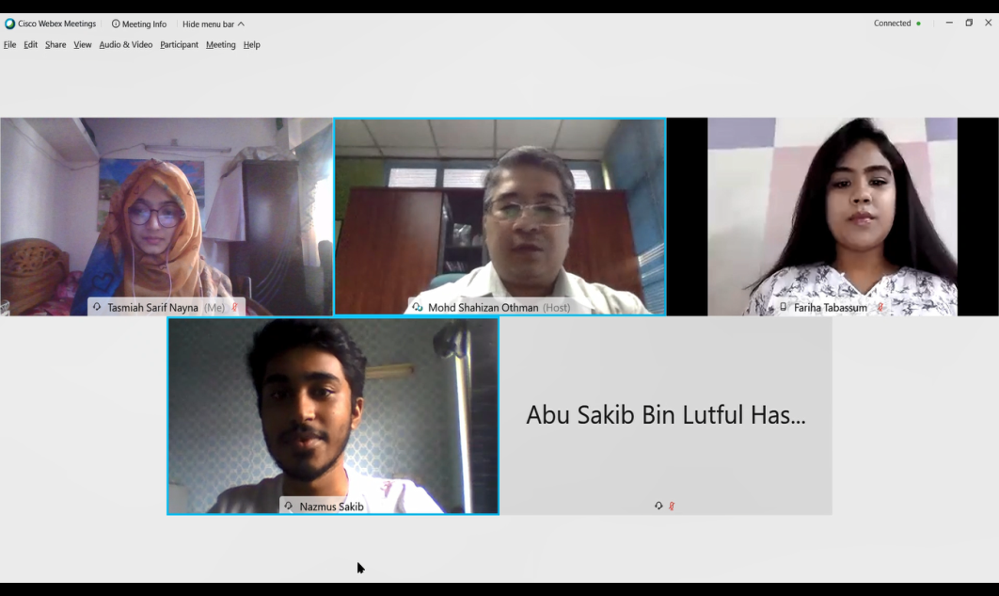 Cisco Webex Meetings Meeting Info Hide menu bar Connected
File Edit Share View Audio & Video Participant Meeting Help
Tasmiah Sarif Nayna (Me) Mohd Shahizan Othman (Host) Fariha Tabassum
Abu Sakib Bin Lutful Has...
Nazmus Sakib